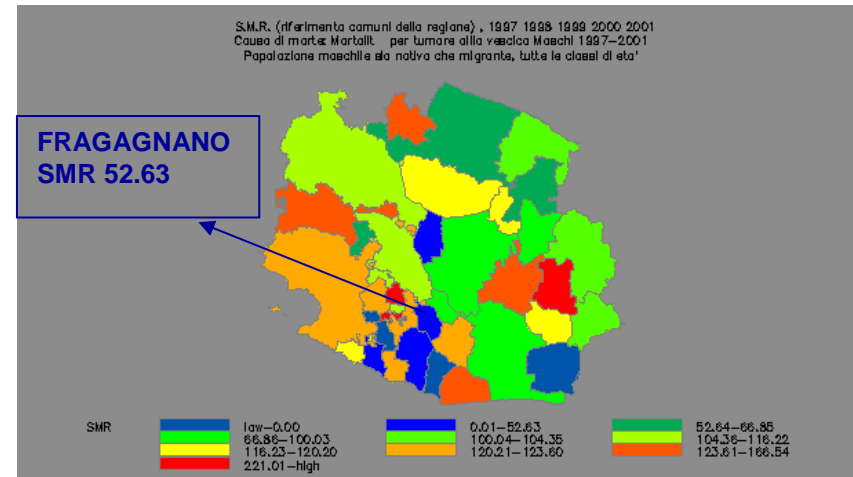 S.M.R. (riferimento comuni della regione) , 1997 1998 1999 2000 2001
Causa di morte: Martalit  per tumore alla vescica Maschi 1997-2001
Popolazione maschile sia nativa che migrante, tutte le classi di eta'
FRAGAGNANO
SMR 52.63
SMR
low-0.00 0.01-52.63 52.64-66.85
66.86-100.03 100.04-104.35 104.36-116.22
116.23-120.20 120.21-123.60 123.61-166.54
221.01-high